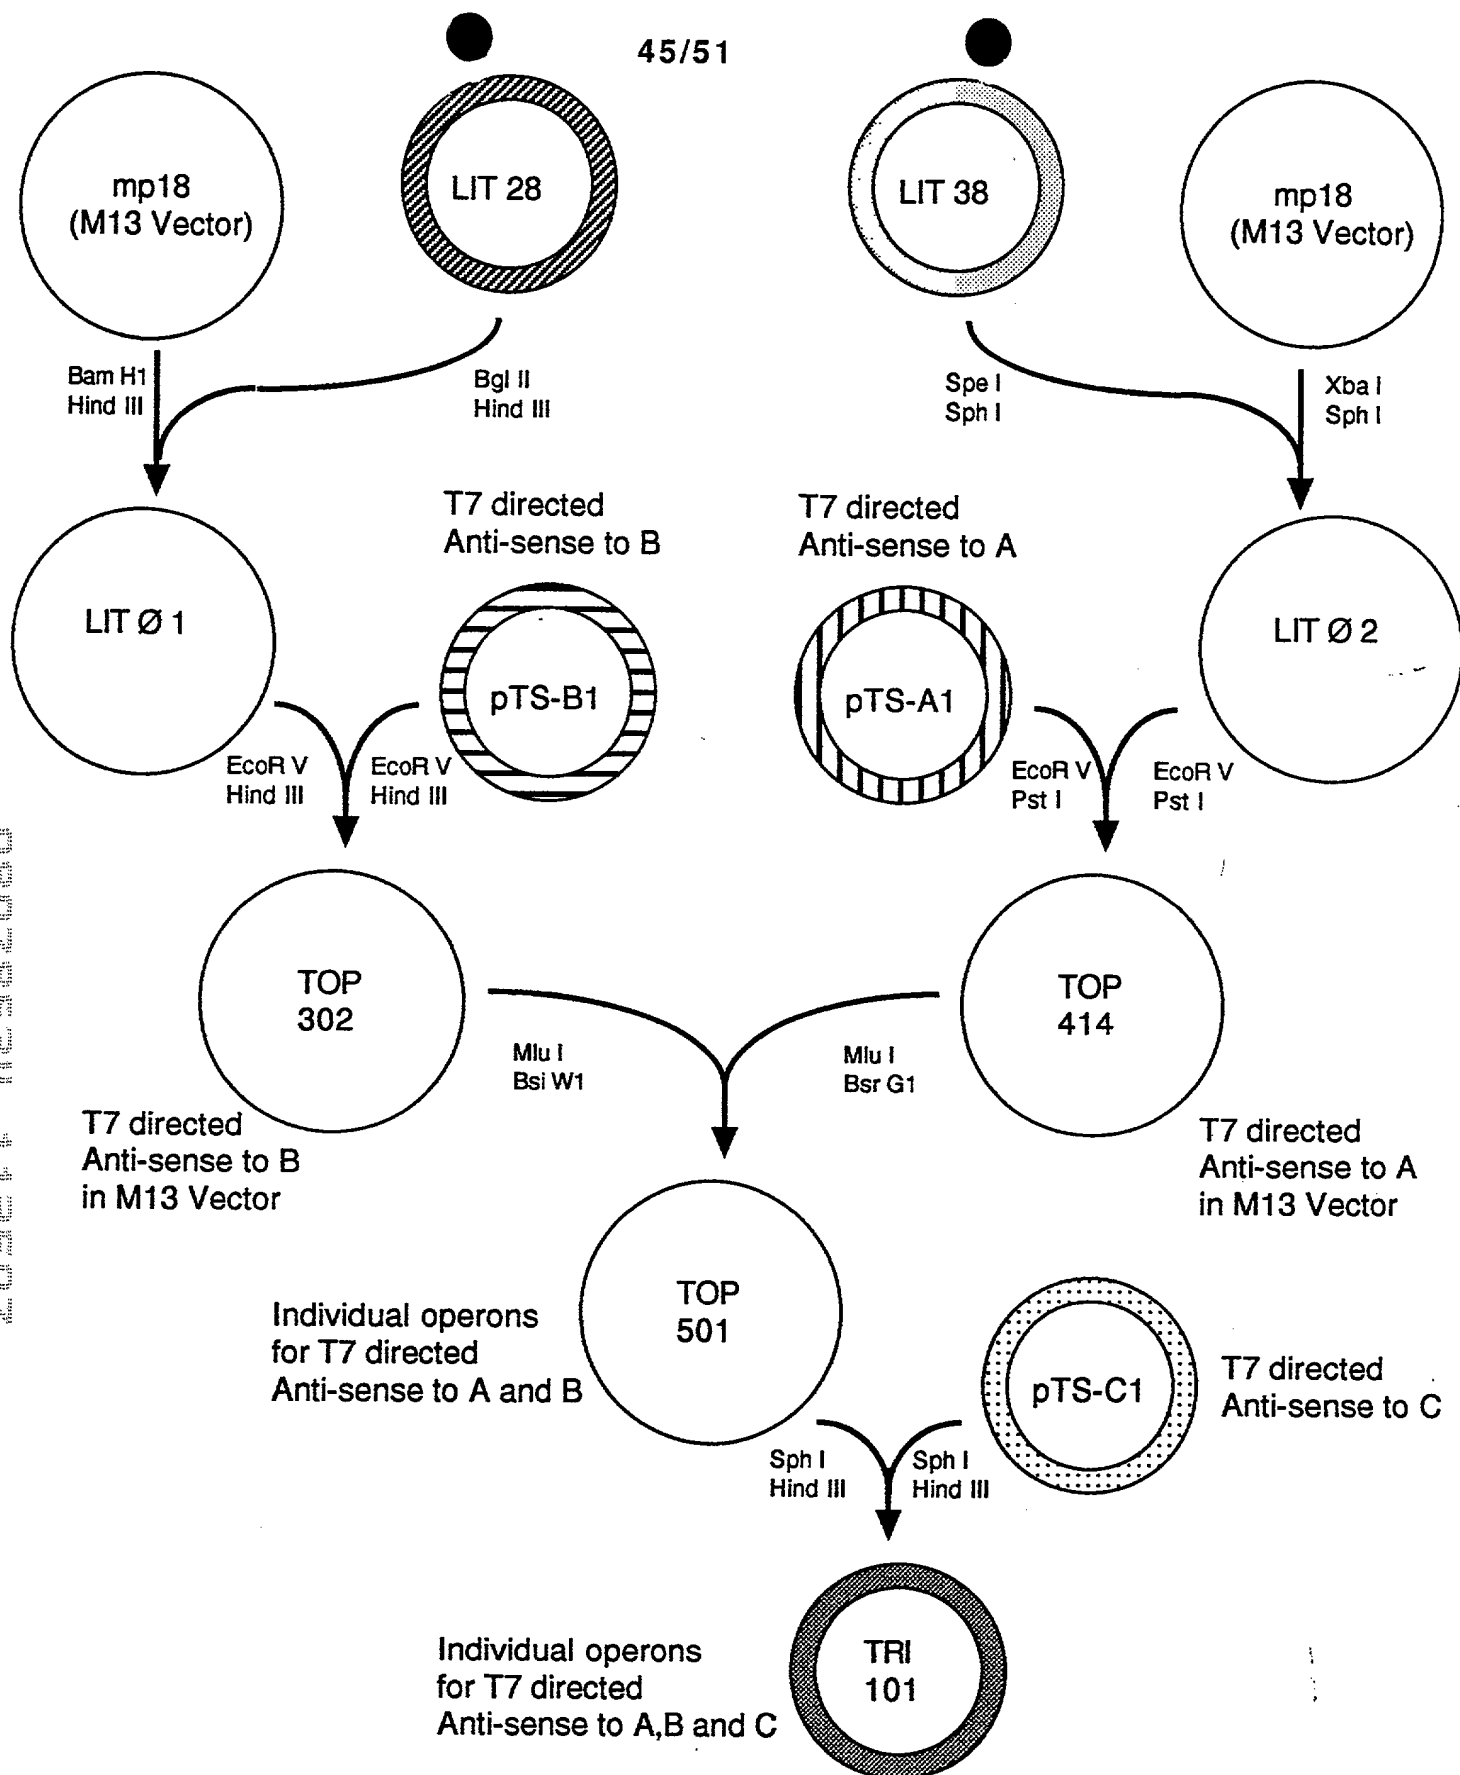 45/51
mp18
(M13 Vector)
LIT 28
LIT 38
mp18
(M13 Vector)
Bam H1
Hind III
Bgl II
Hind III
Spe I
Sph I
Xba I
Sph I
T7 directed
Anti-sense to B
T7 directed
Anti-sense to A
LIT Ø 1
pTS-B1
pTS-A1
LIT Ø 2
EcoR V
Hind III
EcoR V
Hind III
EcoR V
Pst I
EcoR V
Pst I
TOP
302
TOP
414
Mlu I
Bsi W1
Mlu I
Bsr G1
T7 directed
Anti-sense to B
in M13 Vector
T7 directed
Anti-sense to A
in M13 Vector
TOP
501
Individual operons
for T7 directed
Anti-sense to A and B
pTS-C1
T7 directed
Anti-sense to C
Sph I
Hind III
Sph I
Hind III
TRI
101
Individual operons
for T7 directed
Anti-sense to A,B and C